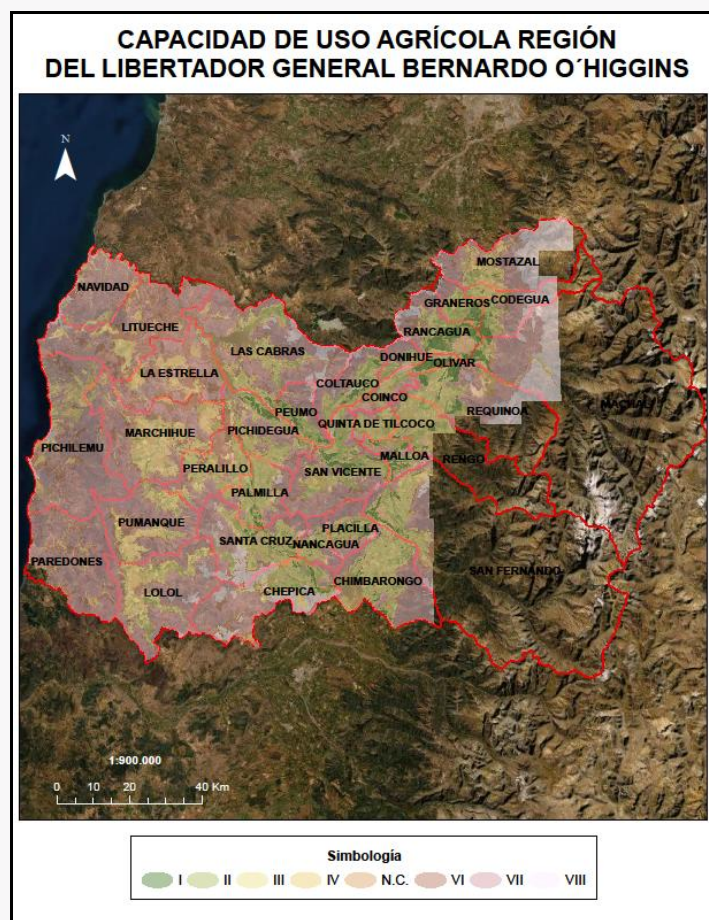 CAPACIDAD DE USO AGRÍCOLA REGIÓN
DEL LIBERTADOR GENERAL BERNARDO O´HIGGINS
N
MOSTAZAL
NAVIDAD
GRANEROS
CODEGUA
LITUECHE
RANCAGUA
LAS CABRAS
DONIHUE
OLIVAR
LA ESTRELLA
COLTAUCO
COINCO
MACHALI
PEUMO
REQUINOA
MARCHIHUE
PICHIDEGUA
QUINTA DE TILCOCO
PICHILEMU
MALLOA
RENGO
PERALILLO
SAN VICENTE
PALMILLA
PUMANQUE
PLACILLA
SANTA CRUZ
NANCAGUA
PAREDONES
SAN FERNANDO
LOLOL
CHEPICA
CHIMBARONGO
1:900.000
0 10 20 40 Km
Simbología
I II III IV N.C. VI VII VIII